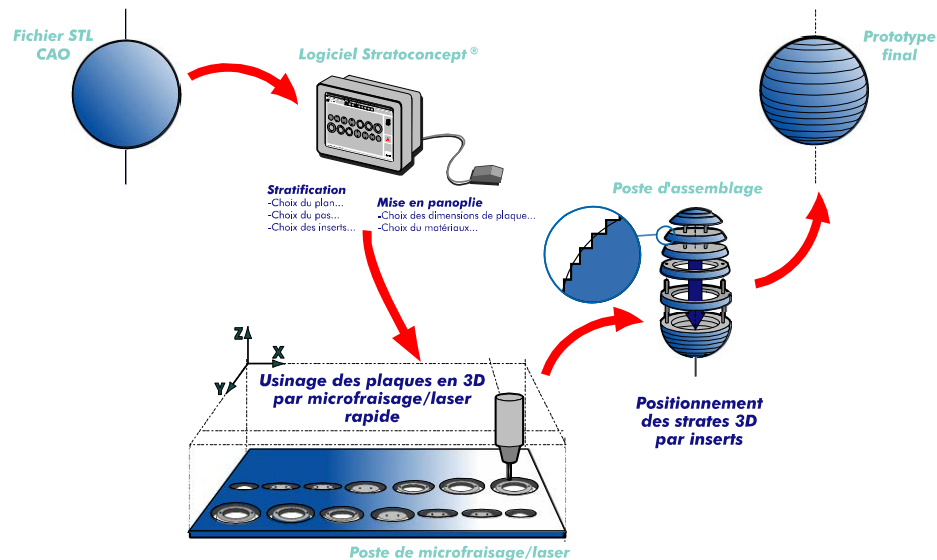 Fichier STL
CAO
Logiciel Stratoconcept ®
Prototype
final
Stratification
-Choix du plan...
-Choix du pas...
-Choix des inserts...
Mise en panoplie
-Choix des dimensions de plaque...
-Choix du matériaux...
Poste d'assemblage
Z
X
Y
Usinage des plaques en 3D
par microfraisage/laser
rapide
Positionnement
des strates 3D
par inserts
Poste de microfraisage/laser